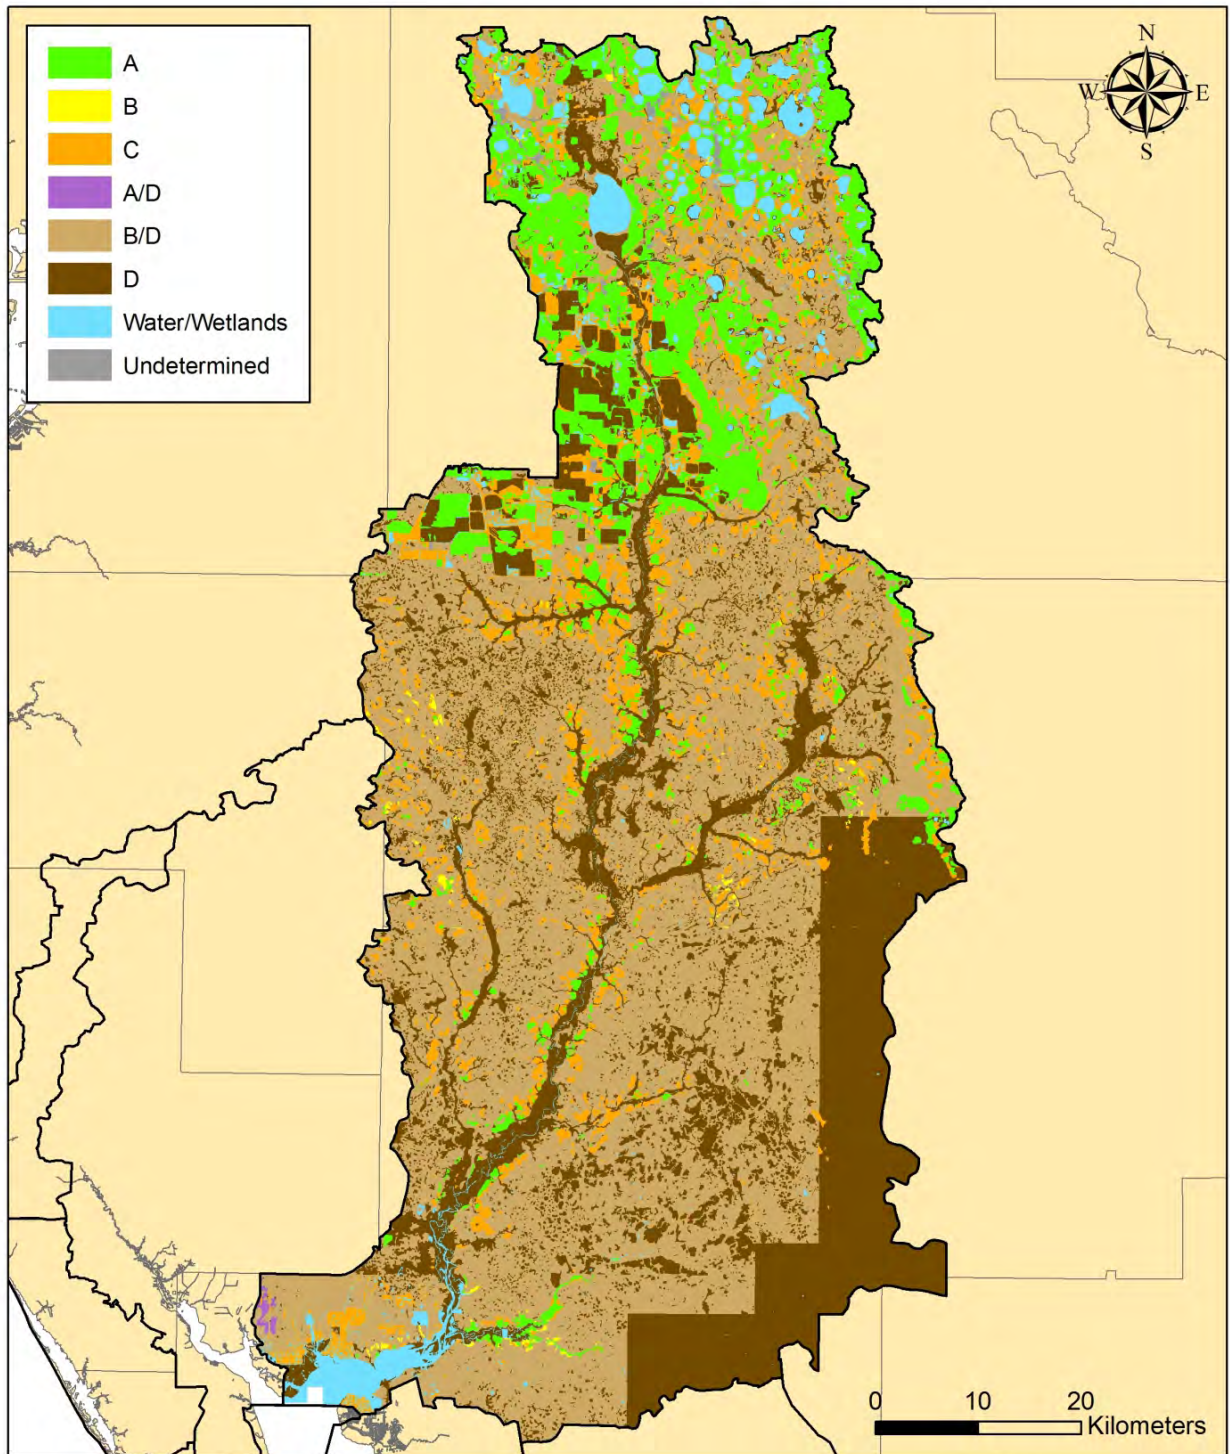 A
B
C
A/D
B/D
D
Water/Wetlands
Undetermined
N
W E
S
0 10 20
Kilometers